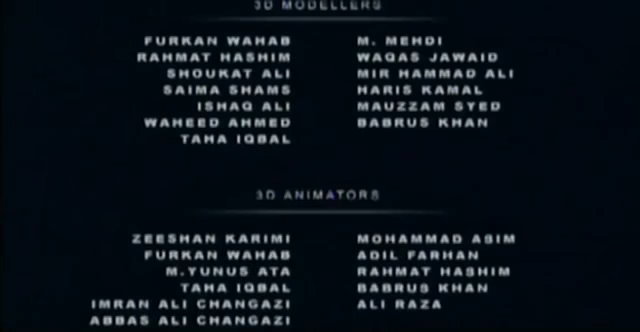 3D MODELLERS
FURKAN WAHAB
RAHMAT HASHIM
SHOUKAT ALI
SAIMA SHAMS
ISHAQ ALI
WAHEED AHMED
TAHA IQBAL
M. MEHDI
WAQAS JAWAID
MIR HAMMAD ALI
HARIS KAMAL
MAUZZAM SYED
BABRUS KHAN
3D ANIMATORS
ZEESHAN KARIMI
FURKAN WAHAB
M.YUNUS ATA
TAHA IQBAL
IMRAN ALI CHANGAZI
ABBAS ALI CHANGAZI
MOHAMMAD ASIM
ADIL FARHAN
RAHMAT HASHIM
BABRUS KHAN
ALI RAZA